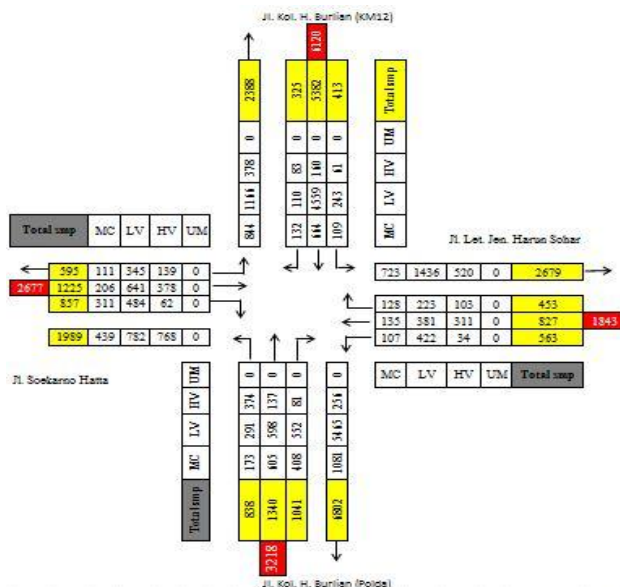 Jl. Kol. H. Burlian (KM12)
6120
2388 325 5382 413 Total smp
0 0 0 0 UM
378 83 160 61 HV
1166 110 4559 243 LV
844 132 664 109 MC
Total smp MC LV HV UM
Jl. Let. Jen. Harun Sohar
595 111 345 139 0
2677 1225 206 641 378 0
857 311 484 62 0
1989 439 782 768 0
723 1436 520 0 2679
128 223 103 0 453
135 381 311 0 827 1843
107 422 34 0 563
MC LV HV UM Total smp
Jl. Soekarno Hatta
UM 0 0 0 0
HV 374 137 81 256
LV 291 598 552 5465
MC 173 605 408 1081
Total smp 838 1340 1041 6802
3218
Jl. Kol. H. Burlian (Polda)